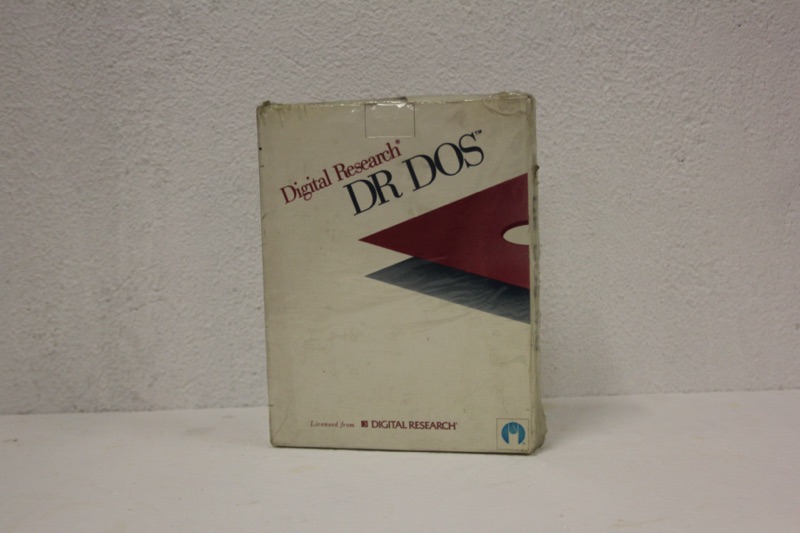 Digital Research®
DR DOS™
Licensed from DIGITAL RESEARCH®